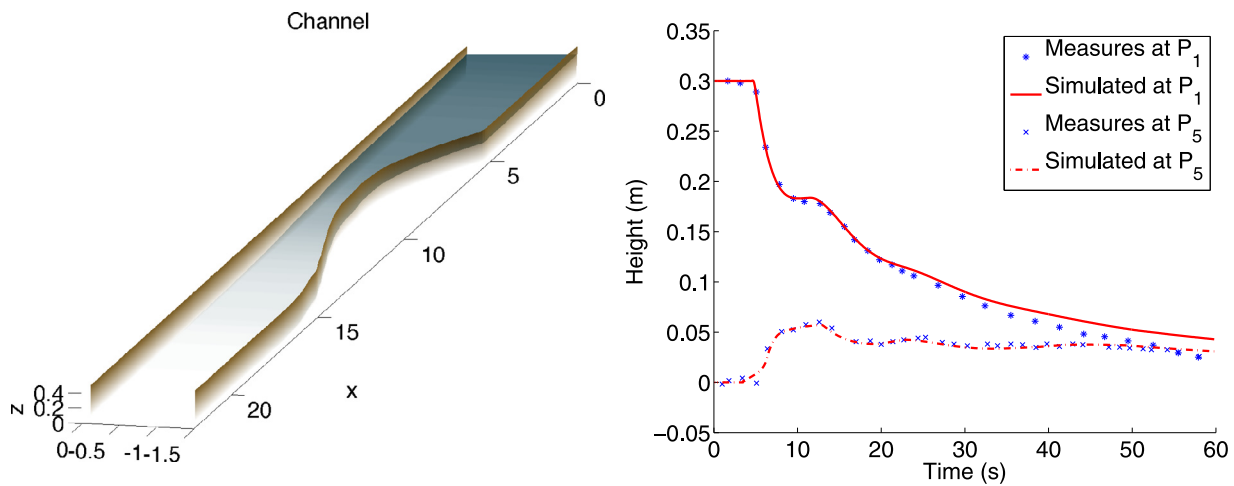 Channel
0
5
10
15
20
x
z
0.4
0.2
0
0-0.5
-1-1.5
0.35
0.3
0.25
0.2
0.15
0.1
0.05
0
−0.05
Height (m)
0 10 20 30 40 50 60
Time (s)
Measures at P1
Simulated at P1
Measures at P5
Simulated at P5